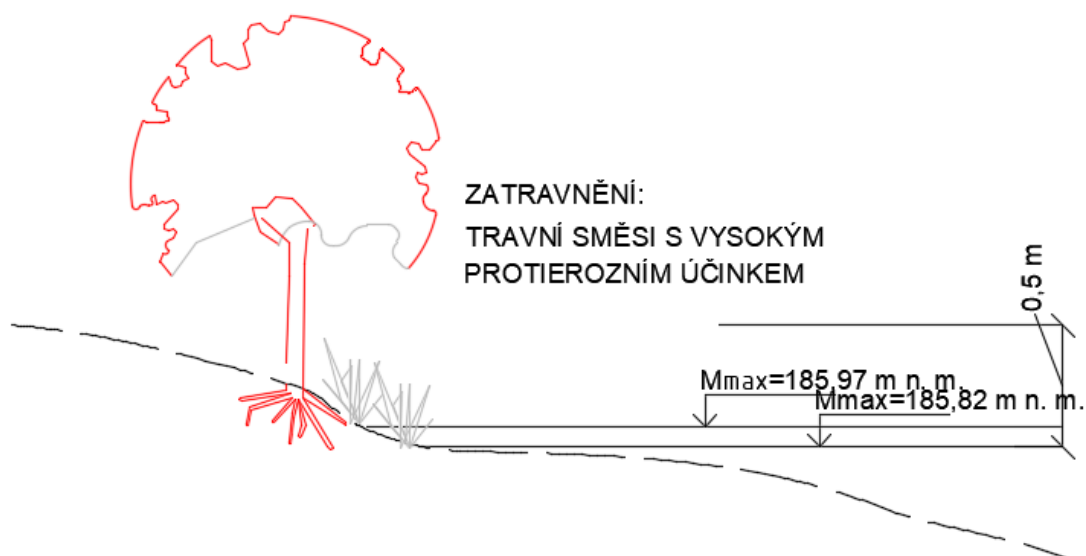 ZATRAVNĚNÍ:
TRAVNÍ SMĚSI S VYSOKÝM
PROTIEROZNÍM ÚČINKEM
0,5 m
Mmax=185,97 m n. m.
Mmax=185,82 m n. m.